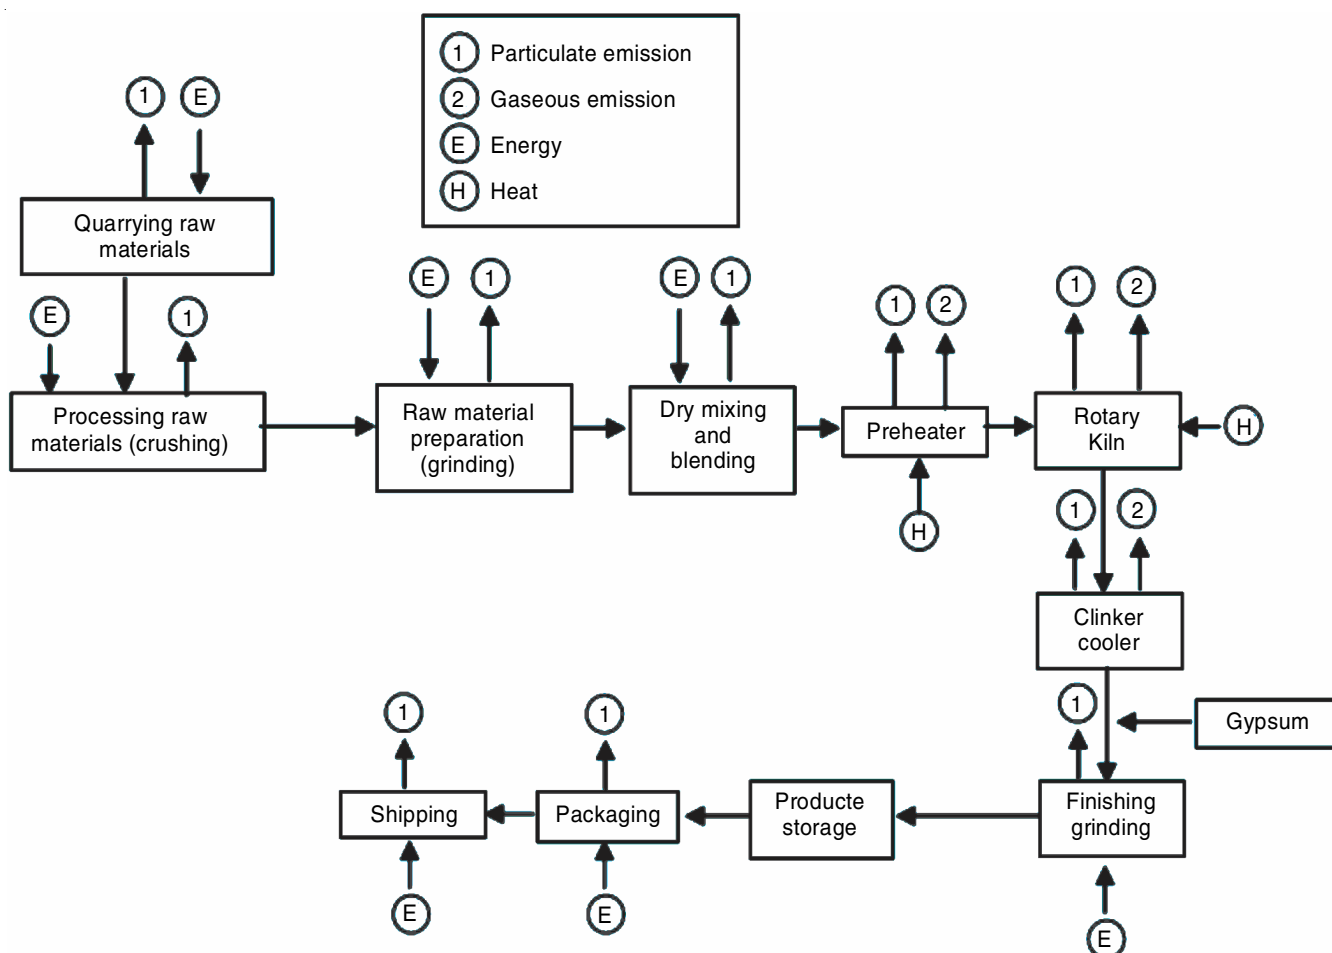 1 Particulate emission
2 Gaseous emission
E Energy
H Heat
1 E
Quarrying raw
materials
E 1
Processing raw
materials (crushing)
E 1
Raw material
preparation
(grinding)
E 1
Dry mixing
and
blending
1 2
Preheater
H
1 2
Rotary
Kiln
H
1 2
Clinker
cooler
Gypsum
1
Finishing
grinding
E
Producte
storage
1
Packaging
E
1
Shipping
E